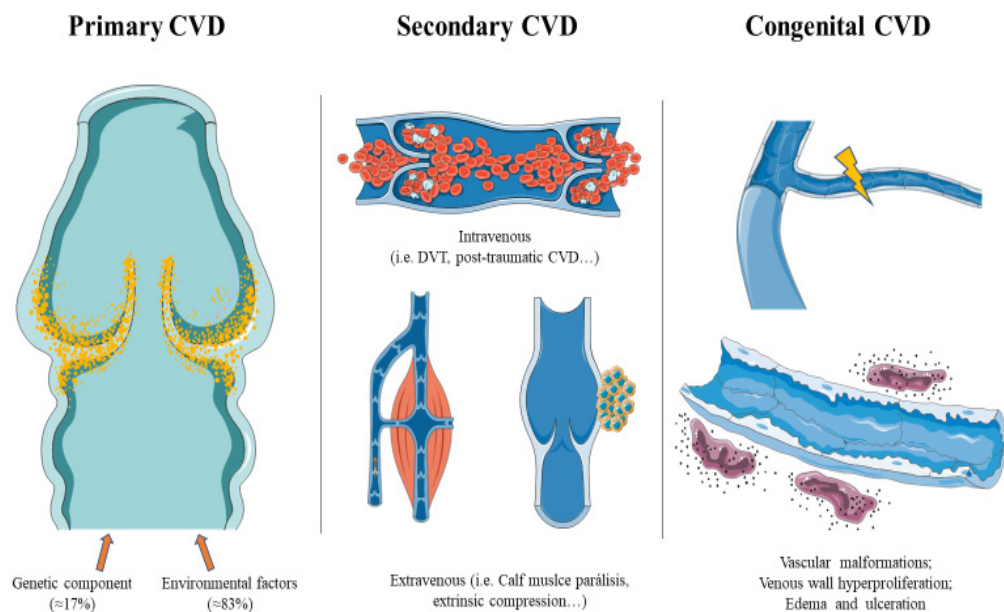 Primary CVD
Secondary CVD
Congenital CVD
Intravenous
(i.e. DVT, post-traumatic CVD…)
Genetic component
(≈17%)
Environmental factors
(≈83%)
Extravenous (i.e. Calf muslce parálisis,
extrinsic compression…)
Vascular malformations;
Venous wall hyperproliferation;
Edema and ulceration